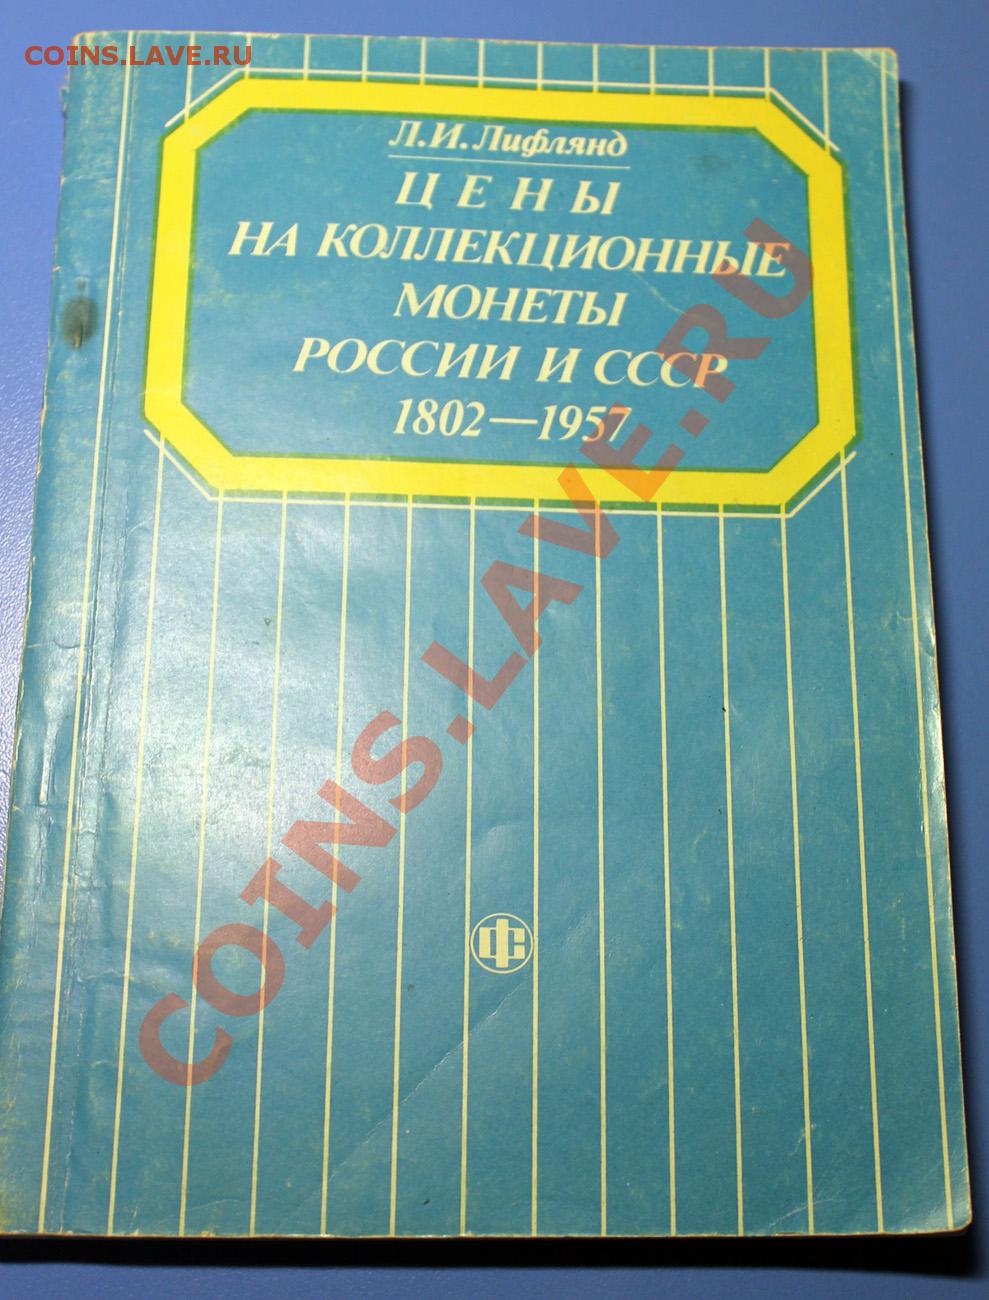 COINS.LAVE.RU
Л.И.Лифлянд
ЦЕНЫ
НА КОЛЛЕКЦИОННЫЕ
МОНЕТЫ
РОССИИ И СССР
1802—1957
COINS.LAVE.RU
ФС